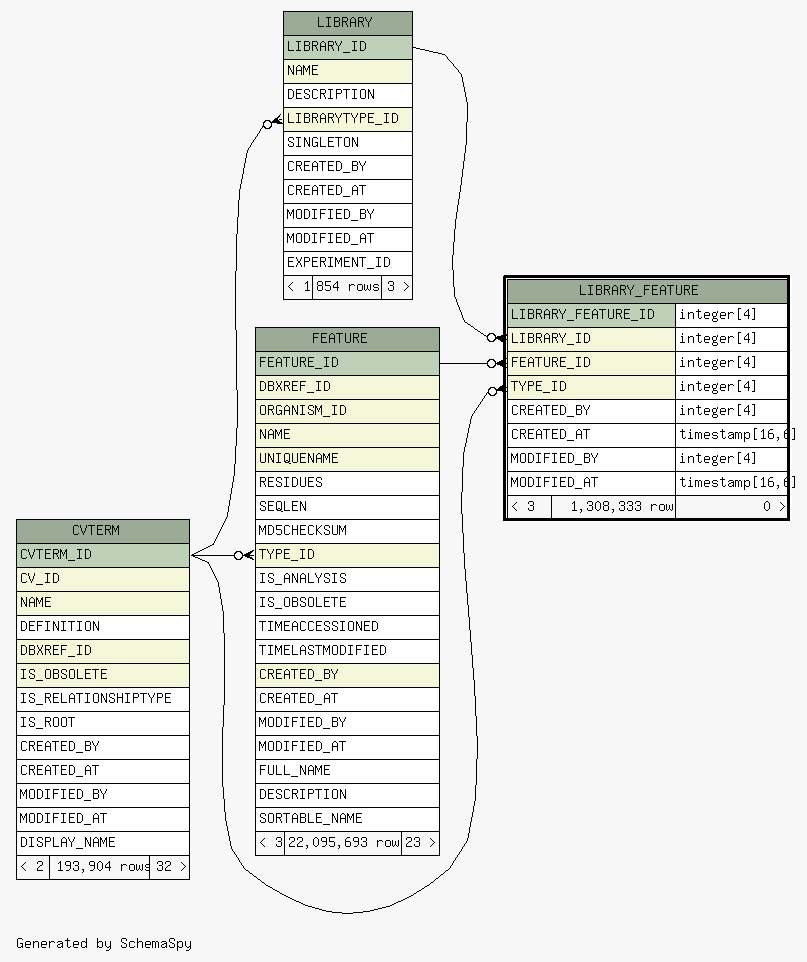 LIBRARY
LIBRARY_ID
NAME
DESCRIPTION
LIBRARYTYPE_ID
SINGLETON
CREATED_BY
CREATED_AT
MODIFIED_BY
MODIFIED_AT
EXPERIMENT_ID
< 1 854 rows 3 >
LIBRARY_FEATURE
LIBRARY_FEATURE_ID integer[4]
LIBRARY_ID integer[4]
FEATURE_ID integer[4]
TYPE_ID integer[4]
CREATED_BY integer[4]
CREATED_AT timestamp[16,6]
MODIFIED_BY integer[4]
MODIFIED_AT timestamp[16,6]
< 3 1,308,333 row 0 >
FEATURE
FEATURE_ID
DBXREF_ID
ORGANISM_ID
NAME
UNIQUENAME
RESIDUES
SEQLEN
MD5CHECKSUM
TYPE_ID
IS_ANALYSIS
IS_OBSOLETE
TIMEACCESSIONED
TIMELASTMODIFIED
CREATED_BY
CREATED_AT
MODIFIED_BY
MODIFIED_AT
FULL_NAME
DESCRIPTION
SORTABLE_NAME
< 3 22,095,693 row 23 >
CVTERM
CVTERM_ID
CV_ID
NAME
DEFINITION
DBXREF_ID
IS_OBSOLETE
IS_RELATIONSHIPTYPE
IS_ROOT
CREATED_BY
CREATED_AT
MODIFIED_BY
MODIFIED_AT
DISPLAY_NAME
< 2 193,904 rows 32 >
Generated by SchemaSpy